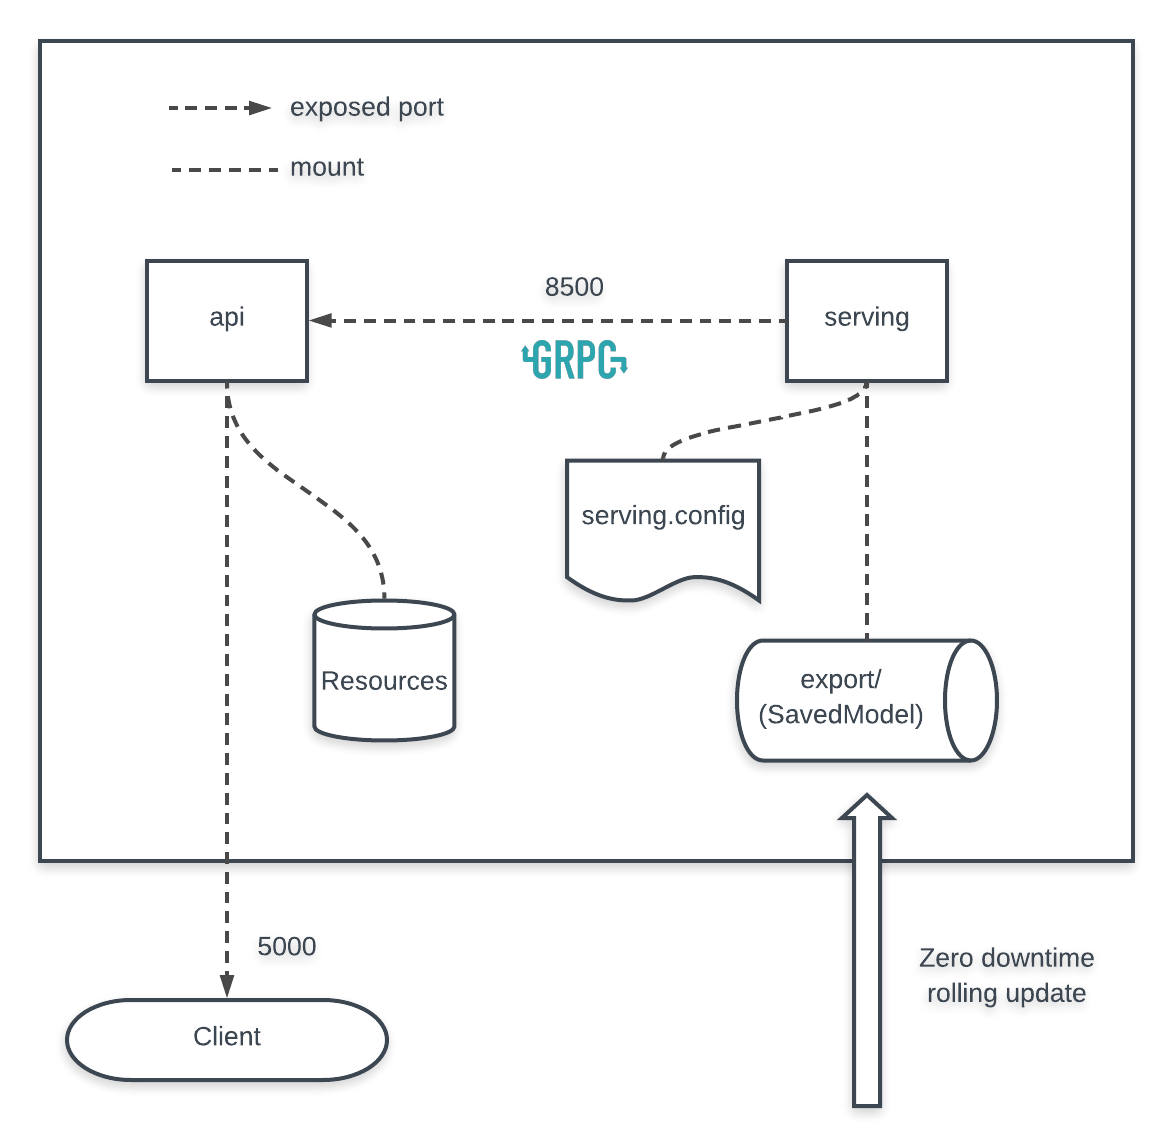 exposed port
mount
8500
api
serving
GRPC
serving.config
Resources
export/
(SavedModel)
5000
Zero downtime
rolling update
Client